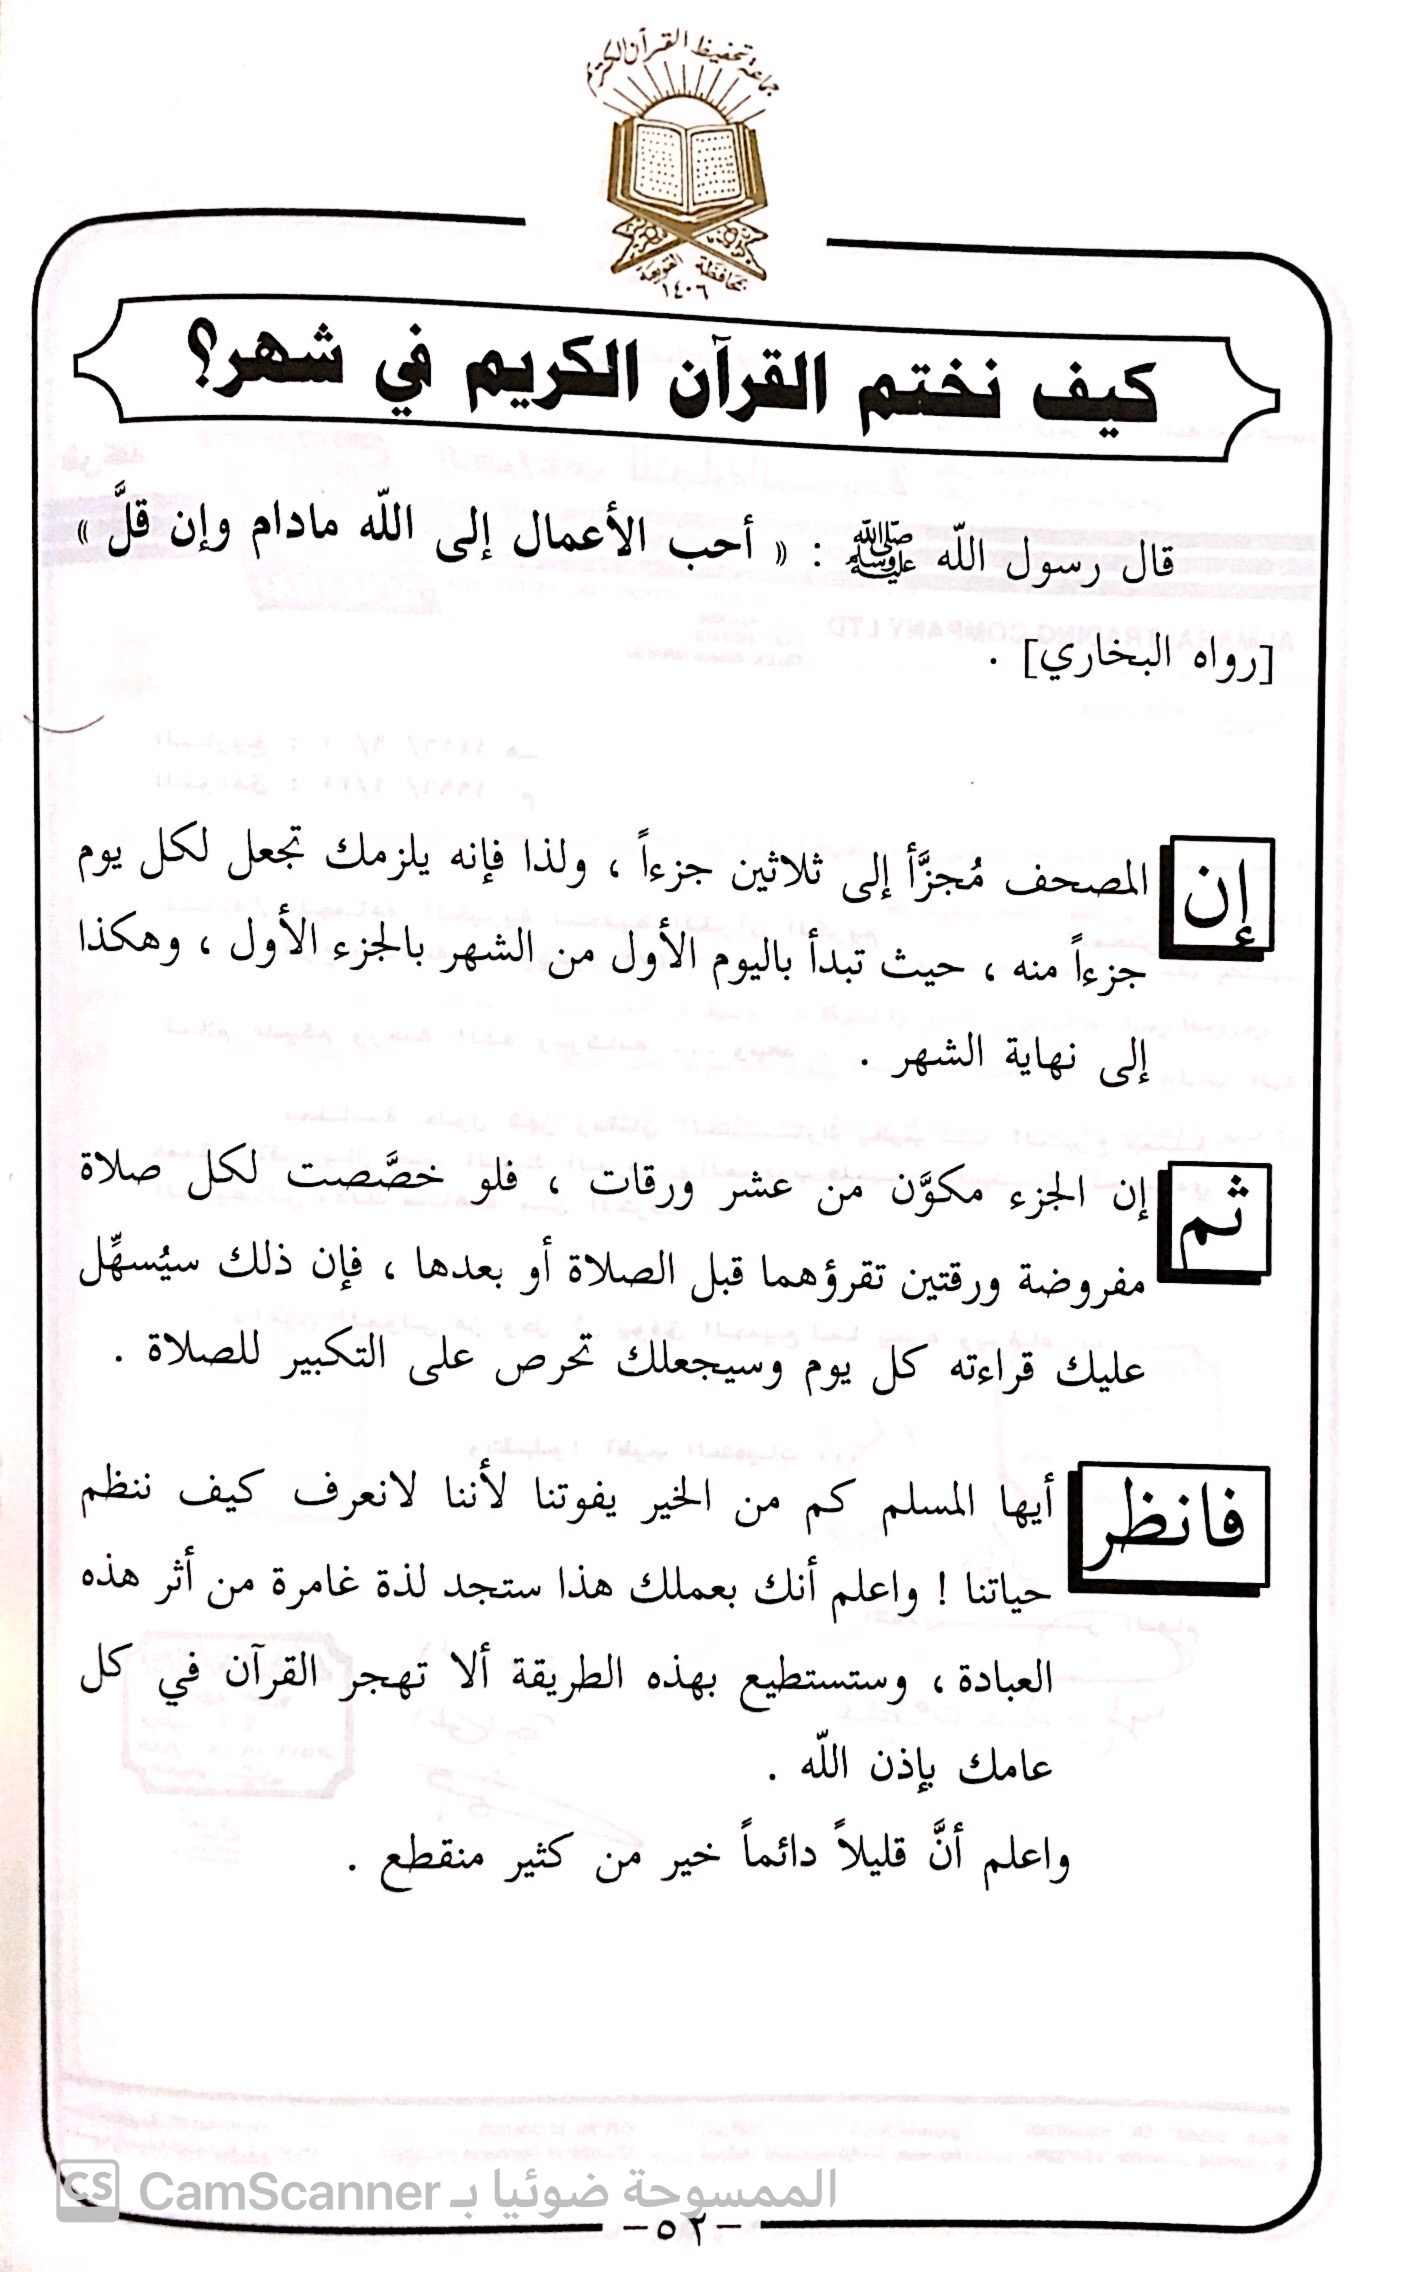 جماعة تحفيظ القرآن الكريم
بمحافظة القويعية
١٤٠٦
كيف نختم القرآن الكريم في شهر؟
قال رسول اللّه ﷺ : « أحب الأعمال إلى اللّه مادام وإن قلَّ »
[رواه البخاري] .
إن المصحف مُجزَّأ إلى ثلاثين جزءاً ، ولذا فإنه يلزمك تجعل لكل يوم
جزءاً منه ، حيث تبدأ باليوم الأول من الشهر بالجزء الأول ، وهكذا
إلى نهاية الشهر .
ثم إن الجزء مكوَّن من عشر ورقات ، فلو خصَّصت لكل صلاة
مفروضة ورقتين تقرؤهما قبل الصلاة أو بعدها ، فإن ذلك سيُسهِّل
عليك قراءته كل يوم وسيجعلك تحرص على التكبير للصلاة .
فانظر أيها المسلم كم من الخير يفوتنا لأننا لانعرف كيف ننظم
حياتنا ! واعلم أنك بعملك هذا ستجد لذة غامرة من أثر هذه
العبادة ، وستستطيع بهذه الطريقة ألا تهجر القرآن في كل
عامك بإذن اللّه .
واعلم أنَّ قليلاً دائماً خير من كثير منقطع .
CS الممسوحة ضوئيا بـ CamScanner
-٥٢-